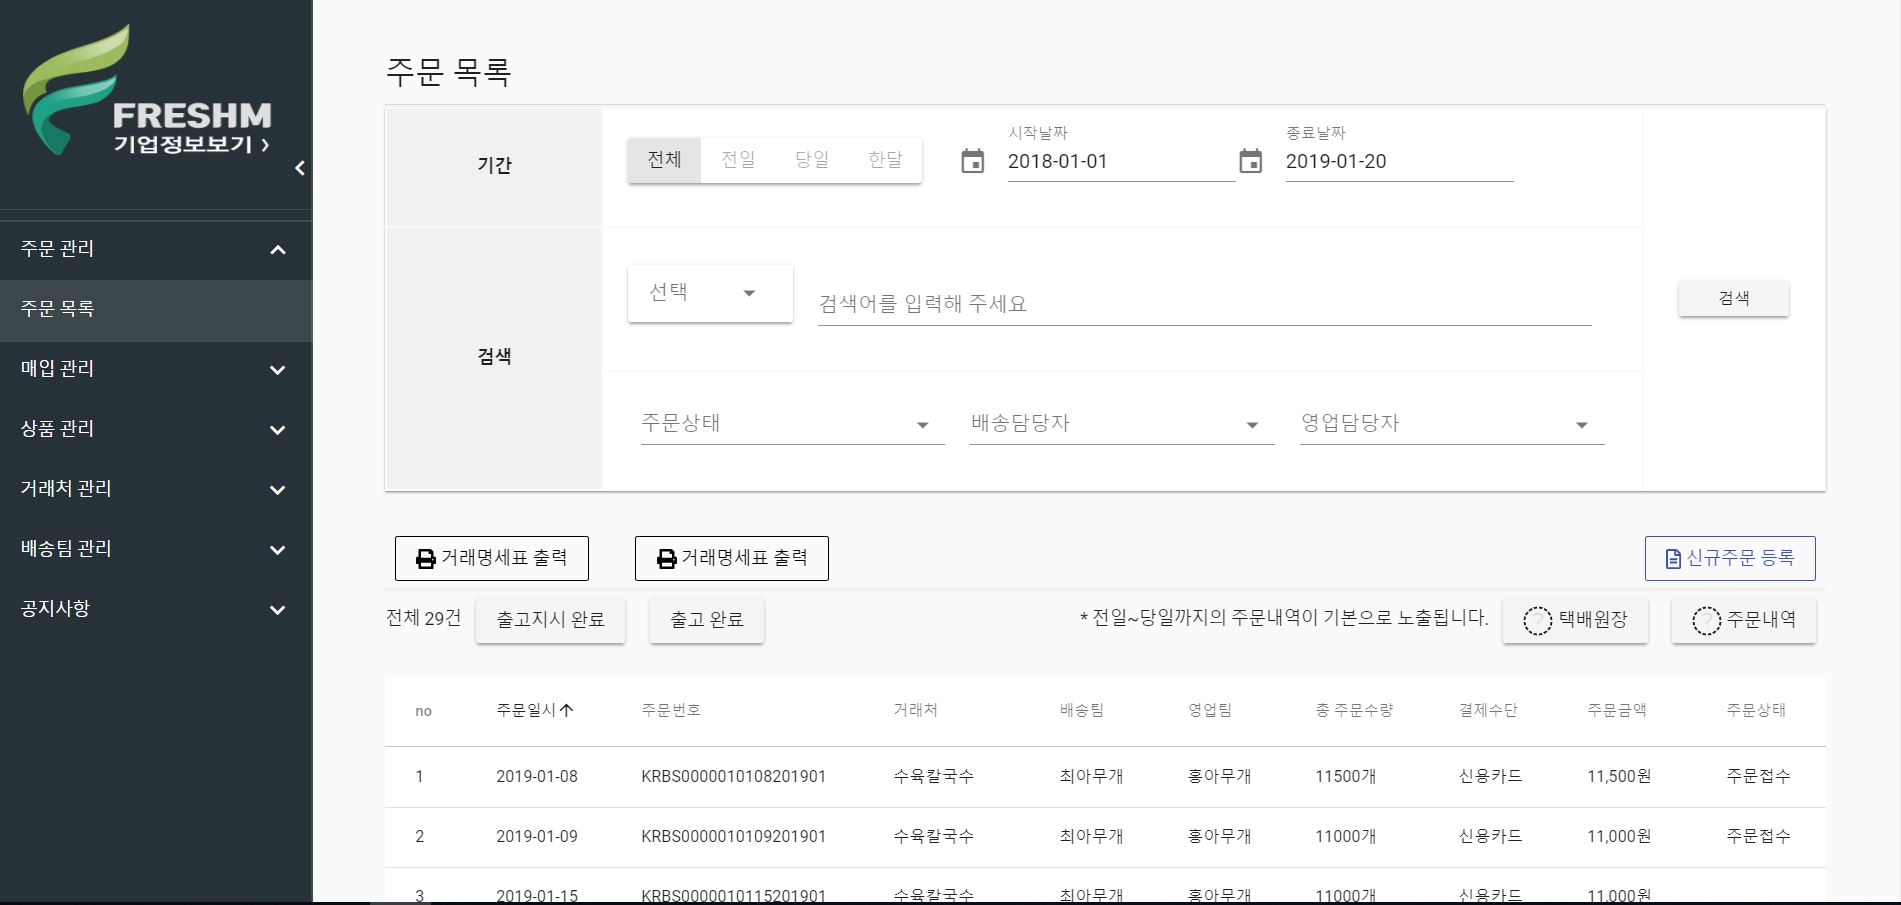 FRESHM
기업정보보기 ›
주문 관리
주문 목록
매입 관리
상품 관리
거래처 관리
배송팀 관리
공지사항
주문 목록
기간
전체 전일 당일 한달
시작날짜
2018-01-01
종료날짜
2019-01-20
검색
선택
검색어를 입력해 주세요
주문상태
배송담당자
영업담당자
검색
거래명세표 출력
거래명세표 출력
신규주문 등록
전체 29건
출고지시 완료
출고 완료
* 전일~당일까지의 주문내역이 기본으로 노출됩니다.
? 택배원장
? 주문내역
no 주문일시↑ 주문번호 거래처 배송팀 영업팀 총 주문수량 결제수단 주문금액 주문상태
1 2019-01-08 KRBS0000010108201901 수육칼국수 최아무개 홍아무개 11500개 신용카드 11,500원 주문접수
2 2019-01-09 KRBS0000010109201901 수육칼국수 최아무개 홍아무개 11000개 신용카드 11,000원 주문접수
3 2019-01-15 KRBS0000010115201901 수육칼국수 최아무개 홍아무개 11000개 신용카드 11,000원